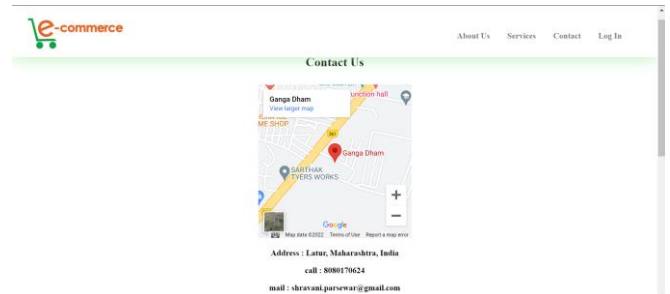 e-commerce
About Us Services Contact Log In
Contact Us
Ganga Dham
View larger map
unction hall
ME SHOP
361
Ganga Dham
SARTHAK
TYERS WORKS
+
−
Google
Map data ©2022 Terms of Use Report a map error
Address : Latur, Maharashtra, India
call : 8080170624
mail : shravani.parsewar@gmail.com